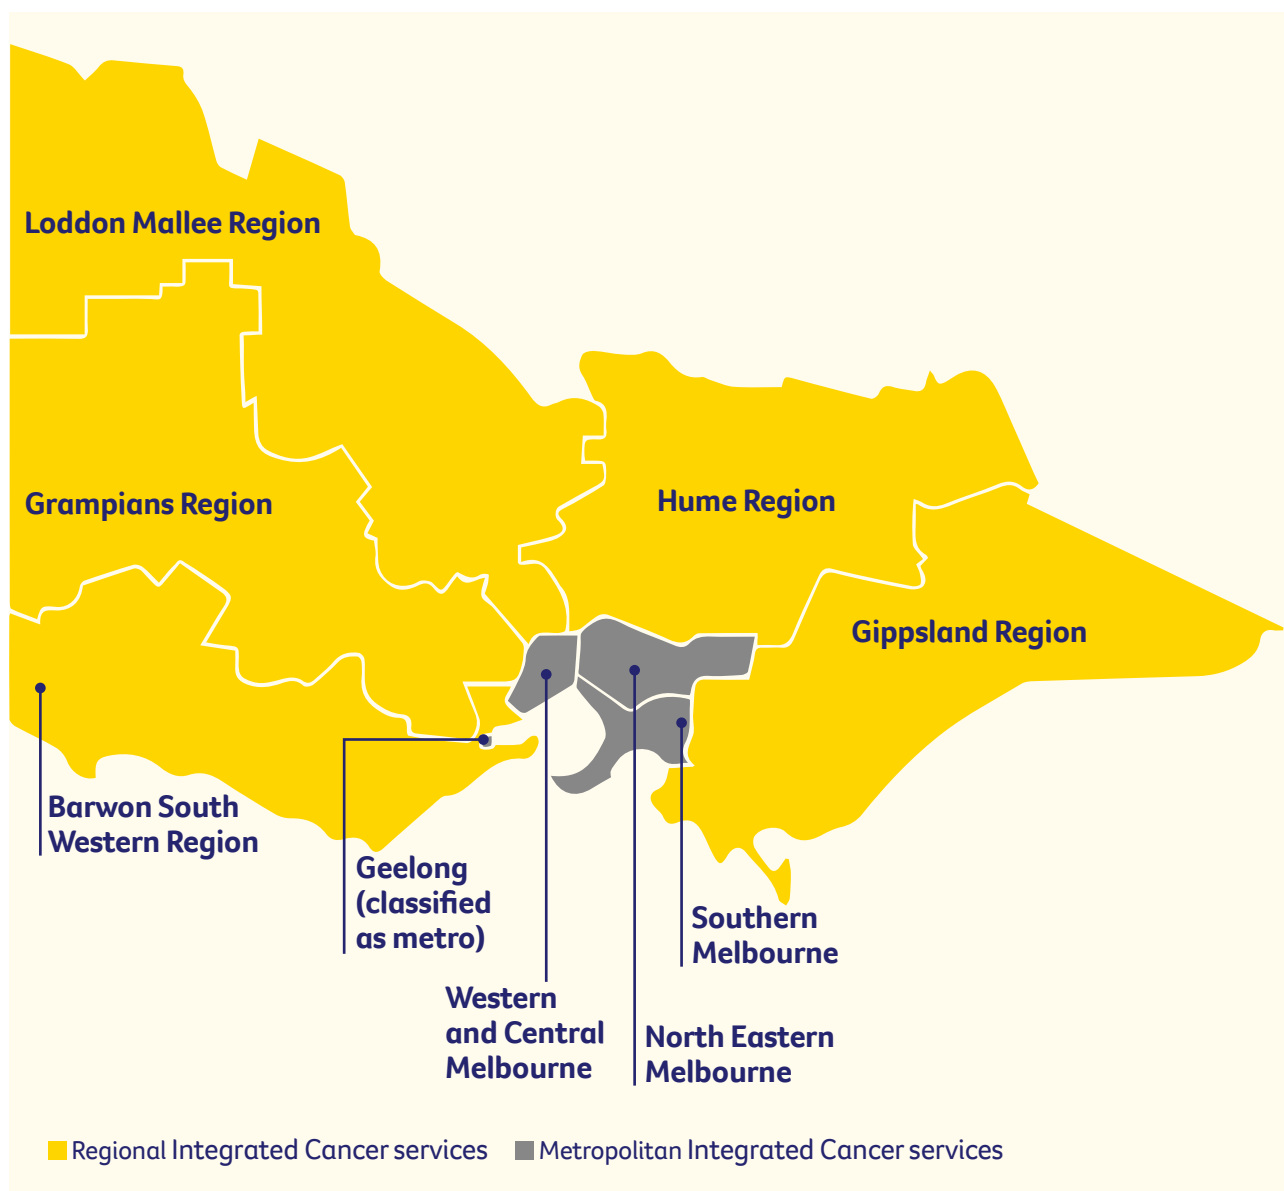 Loddon Mallee Region
Grampians Region
Hume Region
Gippsland Region
Barwon South
Western Region
Geelong
(classified
as metro)
Southern
Melbourne
Western
and Central
Melbourne
North Eastern
Melbourne
Regional Integrated Cancer services
Metropolitan Integrated Cancer services